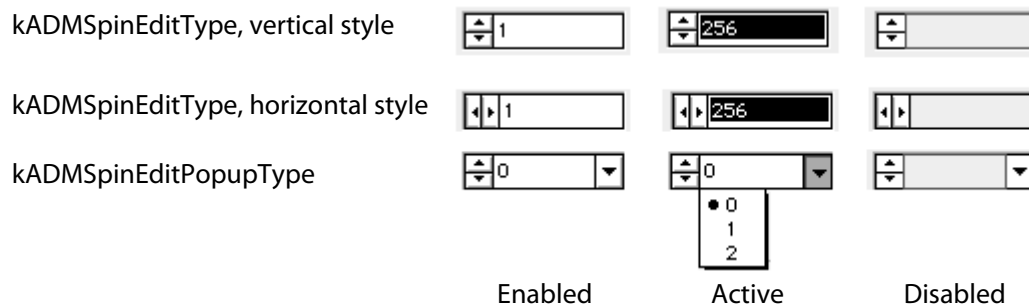 kADMSpinEditType, vertical style 1 256
kADMSpinEditType, horizontal style 1 256
kADMSpinEditPopupType 0 0
0
1
2
Enabled Active Disabled